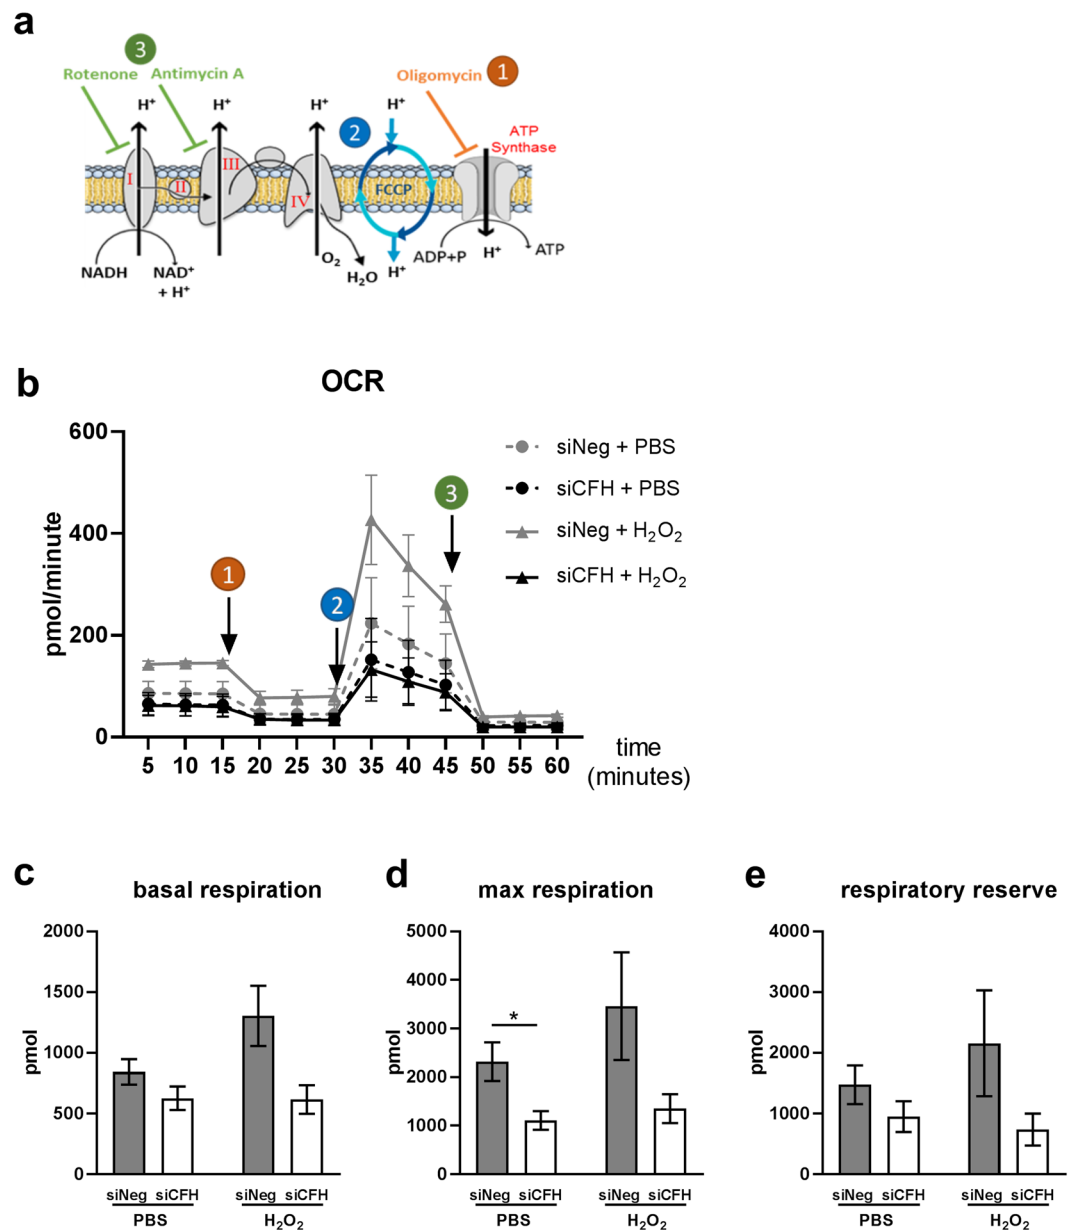 a
3
Rotenone Antimycin A
Oligomycin 1
H⁺ H⁺ H⁺ H⁺
2
ATP
Synthase
I II III IV FCCP
NADH NAD⁺
+ H⁺
O₂ H₂O H⁺ ADP+P H⁺ ATP
b
OCR
pmol/minute
600
400
200
0
5 10 15 20 25 30 35 40 45 50 55 60
time
(minutes)
1
2
3
siNeg + PBS
siCFH + PBS
siNeg + H₂O₂
siCFH + H₂O₂
c
basal respiration
pmol
2000
1500
1000
500
0
siNeg siCFH siNeg siCFH
PBS H₂O₂
d
max respiration
pmol
5000
4000
3000
2000
1000
0
*
siNeg siCFH siNeg siCFH
PBS H₂O₂
e
respiratory reserve
pmol
4000
3000
2000
1000
0
siNeg siCFH siNeg siCFH
PBS H₂O₂